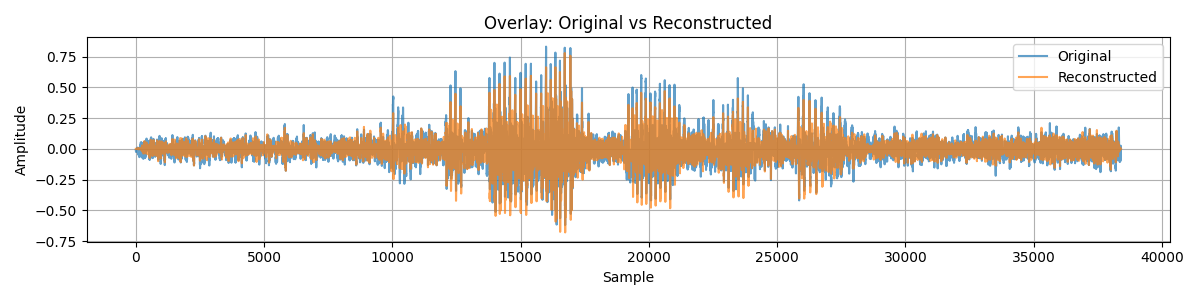 Overlay: Original vs Reconstructed
Original
Reconstructed
Amplitude
0.75
0.50
0.25
0.00
−0.25
−0.50
−0.75
0 5000 10000 15000 20000 25000 30000 35000 40000
Sample